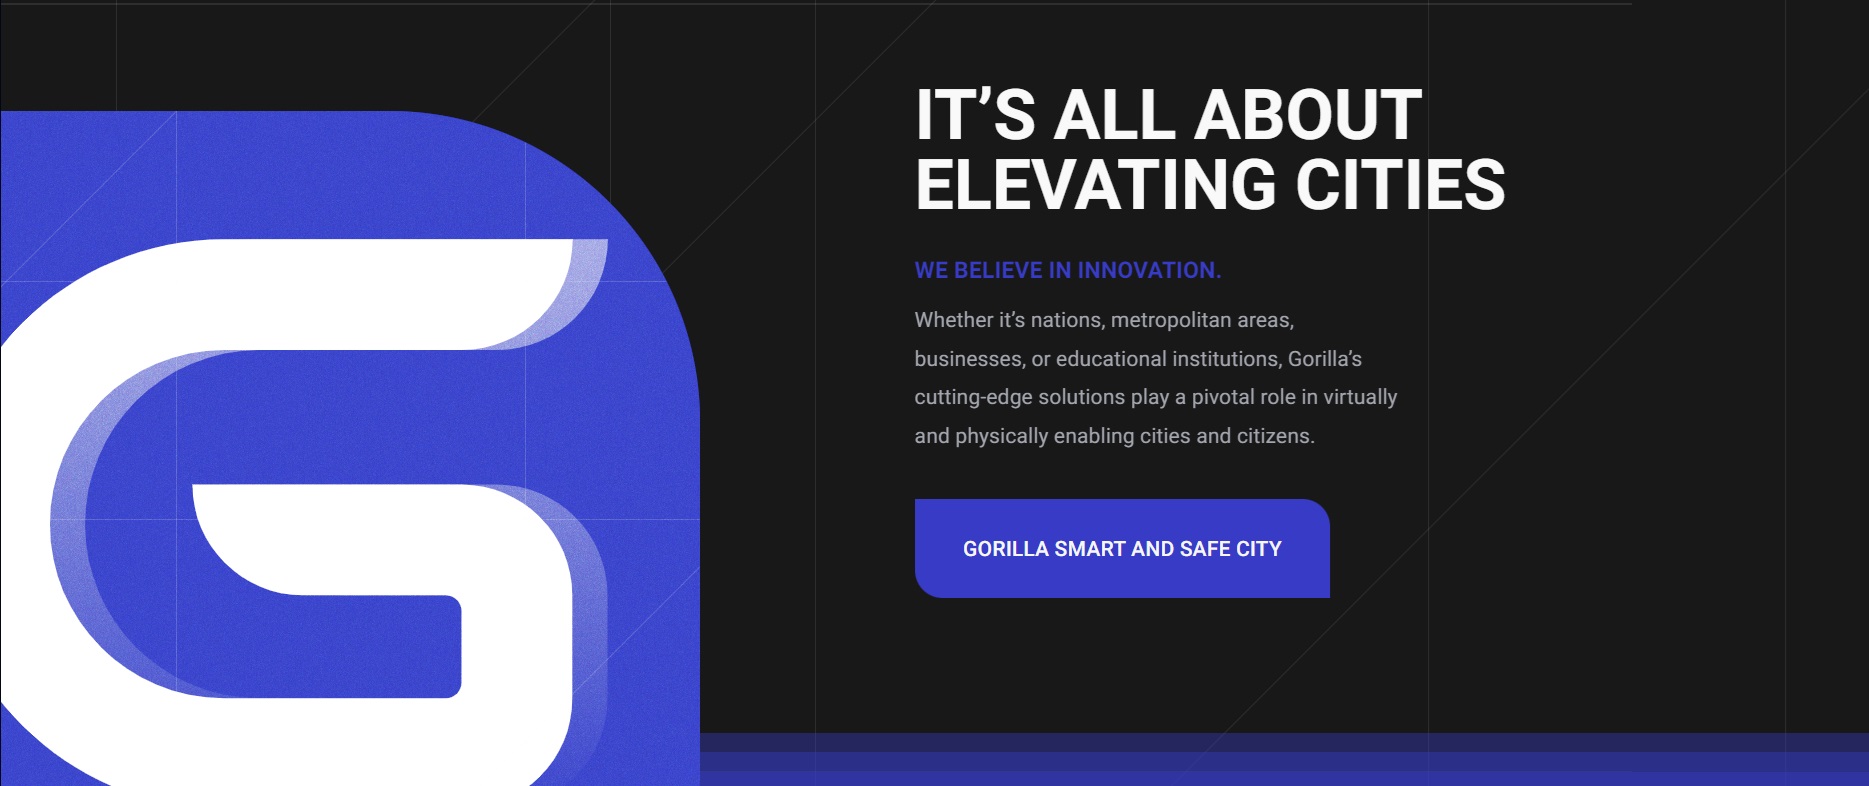 IT’S ALL ABOUT
ELEVATING CITIES
WE BELIEVE IN INNOVATION.
Whether it’s nations, metropolitan areas,
businesses, or educational institutions, Gorilla’s
cutting-edge solutions play a pivotal role in virtually
and physically enabling cities and citizens.
GORILLA SMART AND SAFE CITY